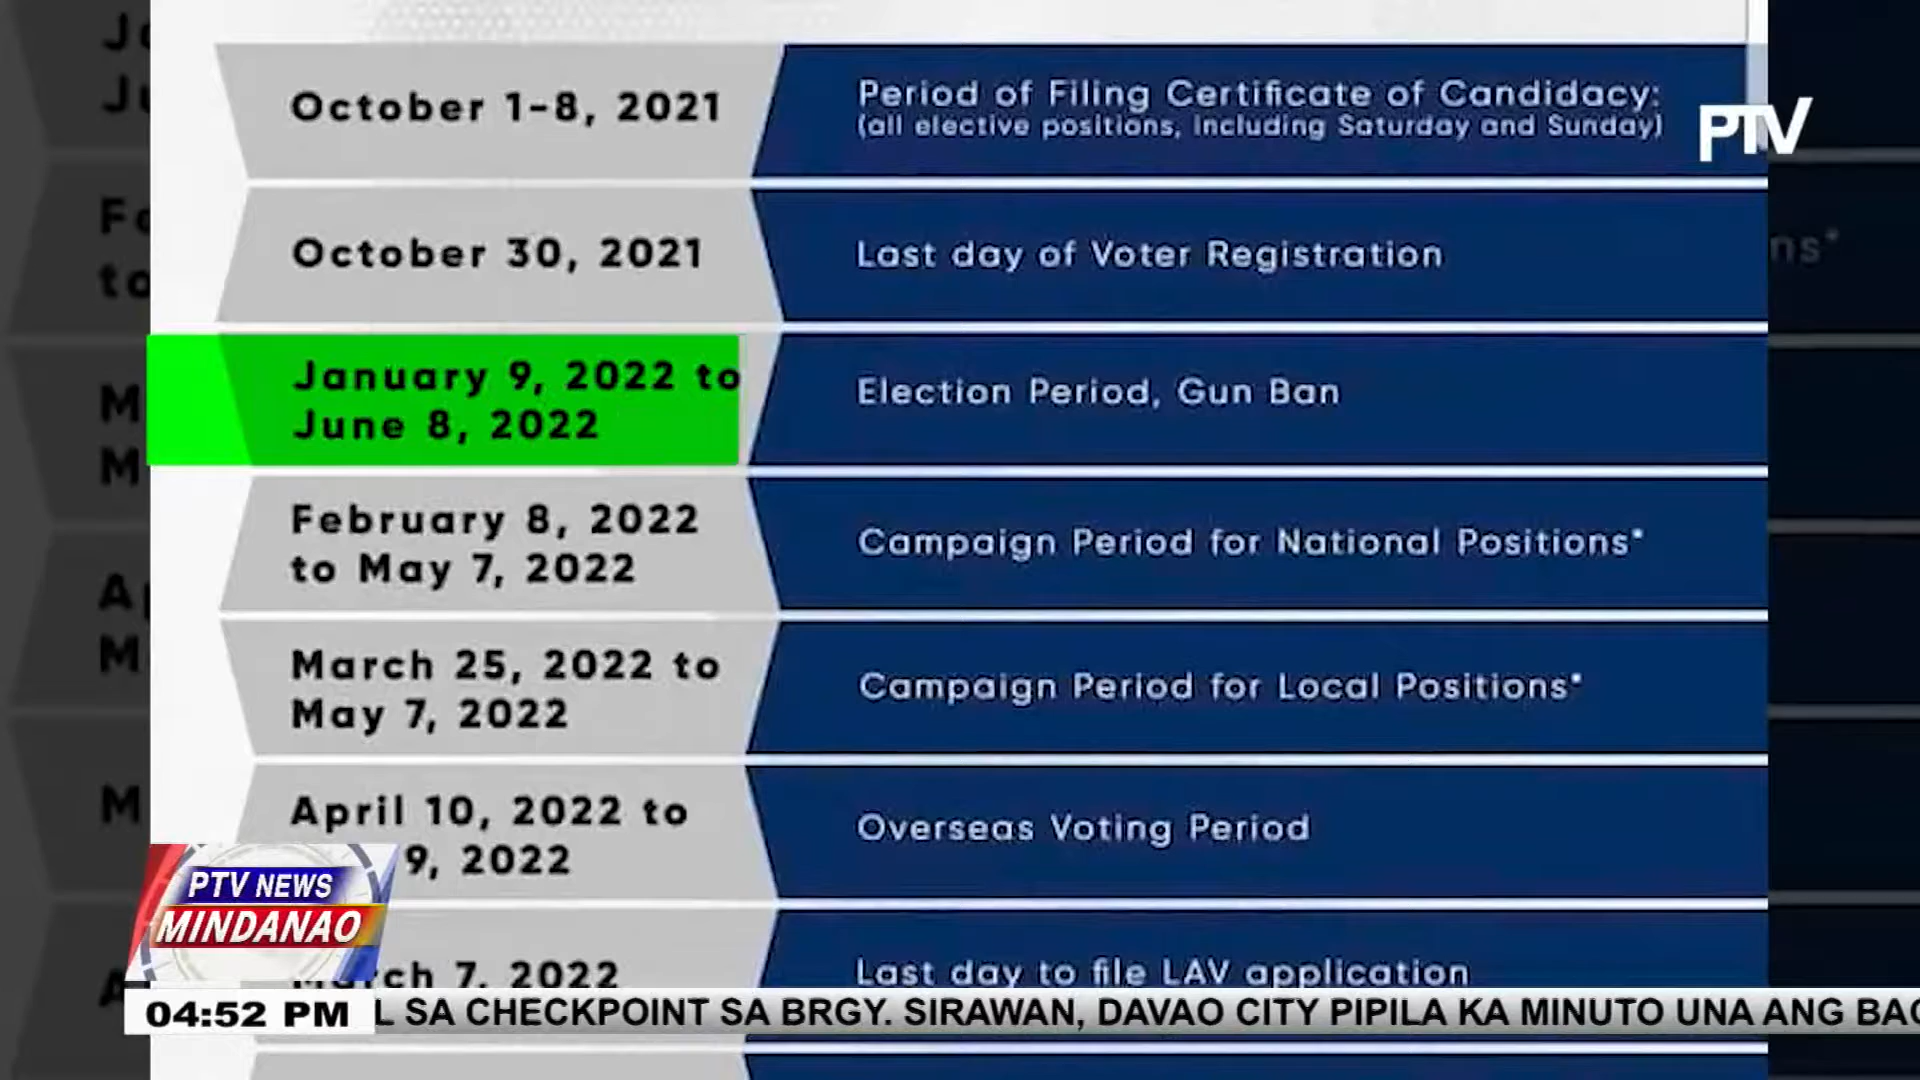 October 1-8, 2021
Period of Filing Certificate of Candidacy:
(all elective positions, including Saturday and Sunday)
PTV
October 30, 2021
Last day of Voter Registration
January 9, 2022 to
June 8, 2022
Election Period, Gun Ban
February 8, 2022
to May 7, 2022
Campaign Period for National Positions*
March 25, 2022 to
May 7, 2022
Campaign Period for Local Positions*
April 10, 2022 to
9, 2022
Overseas Voting Period
7, 2022
Last day to file LAV application
PTV NEWS
MINDANAO
04:52 PM
L SA CHECKPOINT SA BRGY. SIRAWAN, DAVAO CITY PIPILA KA MINUTO UNA ANG